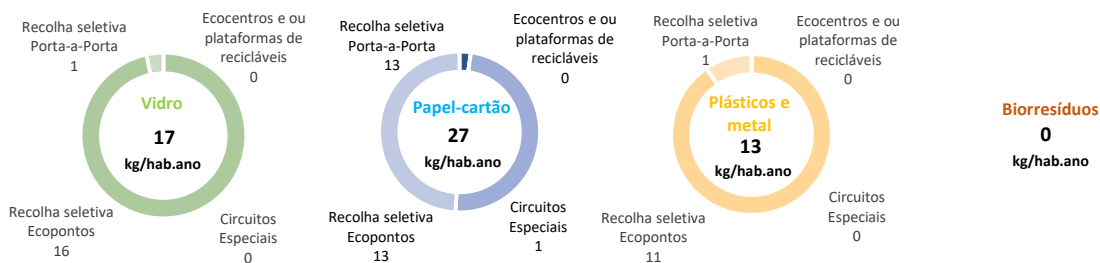 Recolha seletiva
Porta-a-Porta
1
Ecocentros e ou
plataformas de
recicláveis
0
Vidro
17
kg/hab.ano
Recolha seletiva
Ecopontos
16
Circuitos
Especiais
0
Recolha seletiva
Porta-a-Porta
13
Ecocentros e ou
plataformas de
recicláveis
0
Papel-cartão
27
kg/hab.ano
Recolha seletiva
Ecopontos
13
Circuitos
Especiais
1
Recolha seletiva
Porta-a-Porta
1
Ecocentros e ou
plataformas de
recicláveis
0
Plásticos e
metal
13
kg/hab.ano
Recolha seletiva
Ecopontos
11
Circuitos
Especiais
0
Biorresíduos
0
kg/hab.ano